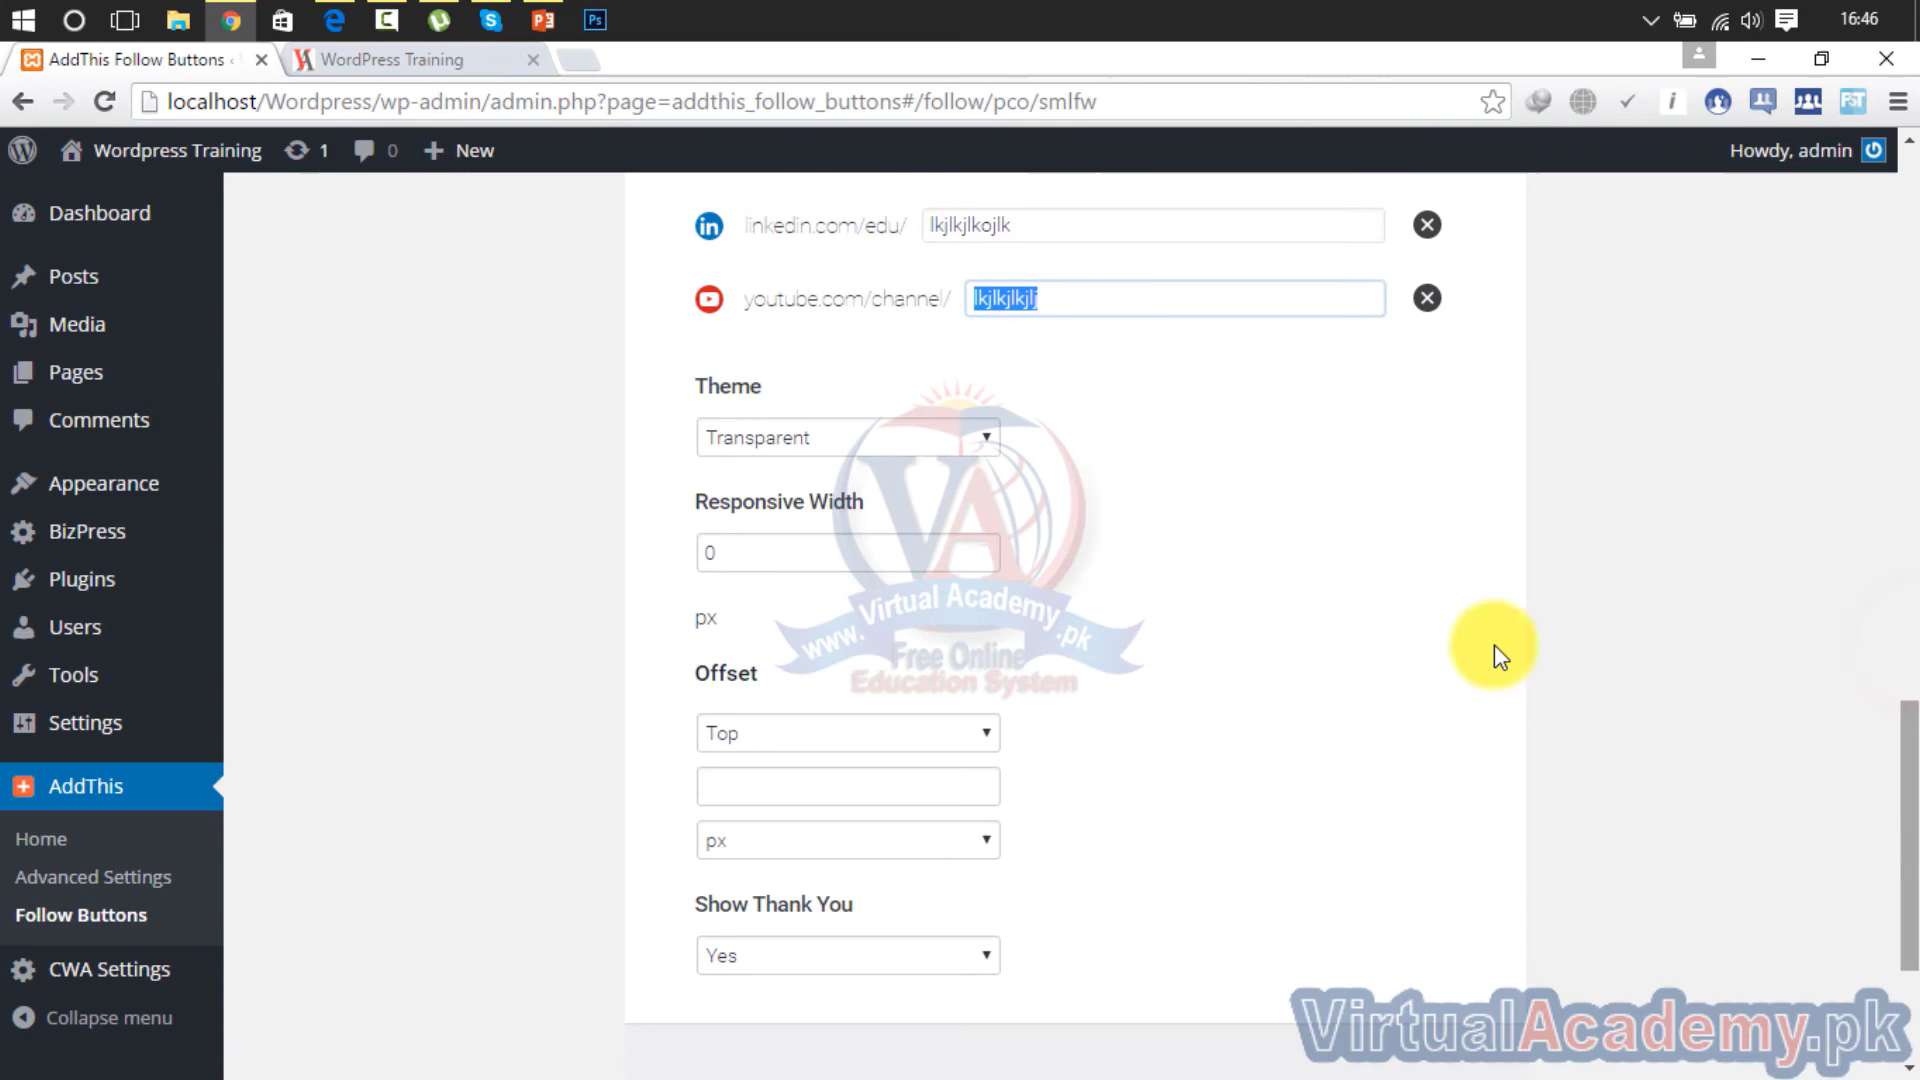 16:46
AddThis Follow Buttons
WordPress Training
localhost/Wordpress/wp-admin/admin.php?page=addthis_follow_buttons#/follow/pco/smlfw
Wordpress Training 1 0 New Howdy, admin
Dashboard
Posts
Media
Pages
Comments
Appearance
BizPress
Plugins
Users
Tools
Settings
AddThis
Home
Advanced Settings
Follow Buttons
CWA Settings
Collapse menu
linkedin.com/edu/ lkjlkjlkojlk
youtube.com/channel/ lkjlkjlkjlj
Theme
Transparent
Responsive Width
0
px
Offset
Top
px
Show Thank You
Yes
VA
www.VirtualAcademy.pk
Free Online
Education System
VirtualAcademy.pk